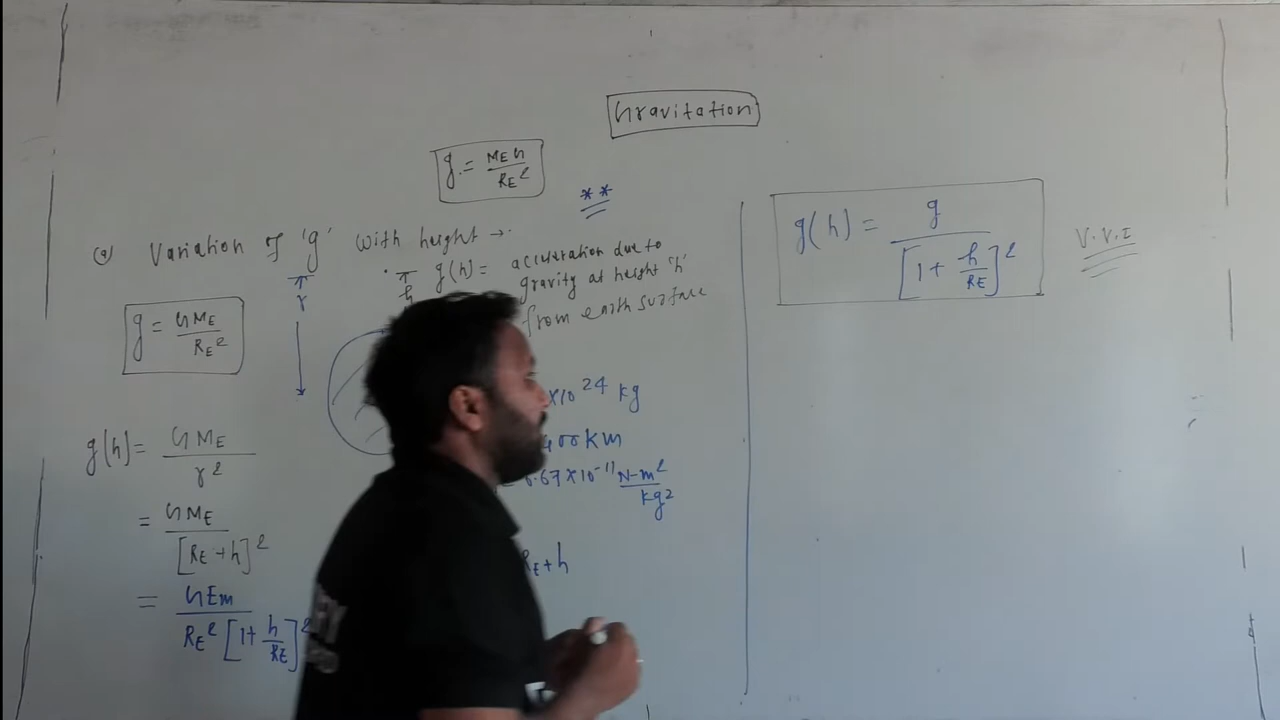 Gravitation
g = MEG/RE²
**
(a) Variation of 'g' with height →
g(h) = acceleration due to
gravity at height 'h'
from earth surface
h
r
g = GME/RE²
×10²⁴ kg
400km
6.67×10⁻¹¹ N-m²/kg²
RE+h
g(h) = GME/r²
= GME/[RE+h]²
= GEm/RE²[1+h/RE]²
g(h) = g/[1+h/RE]²
V.V.I